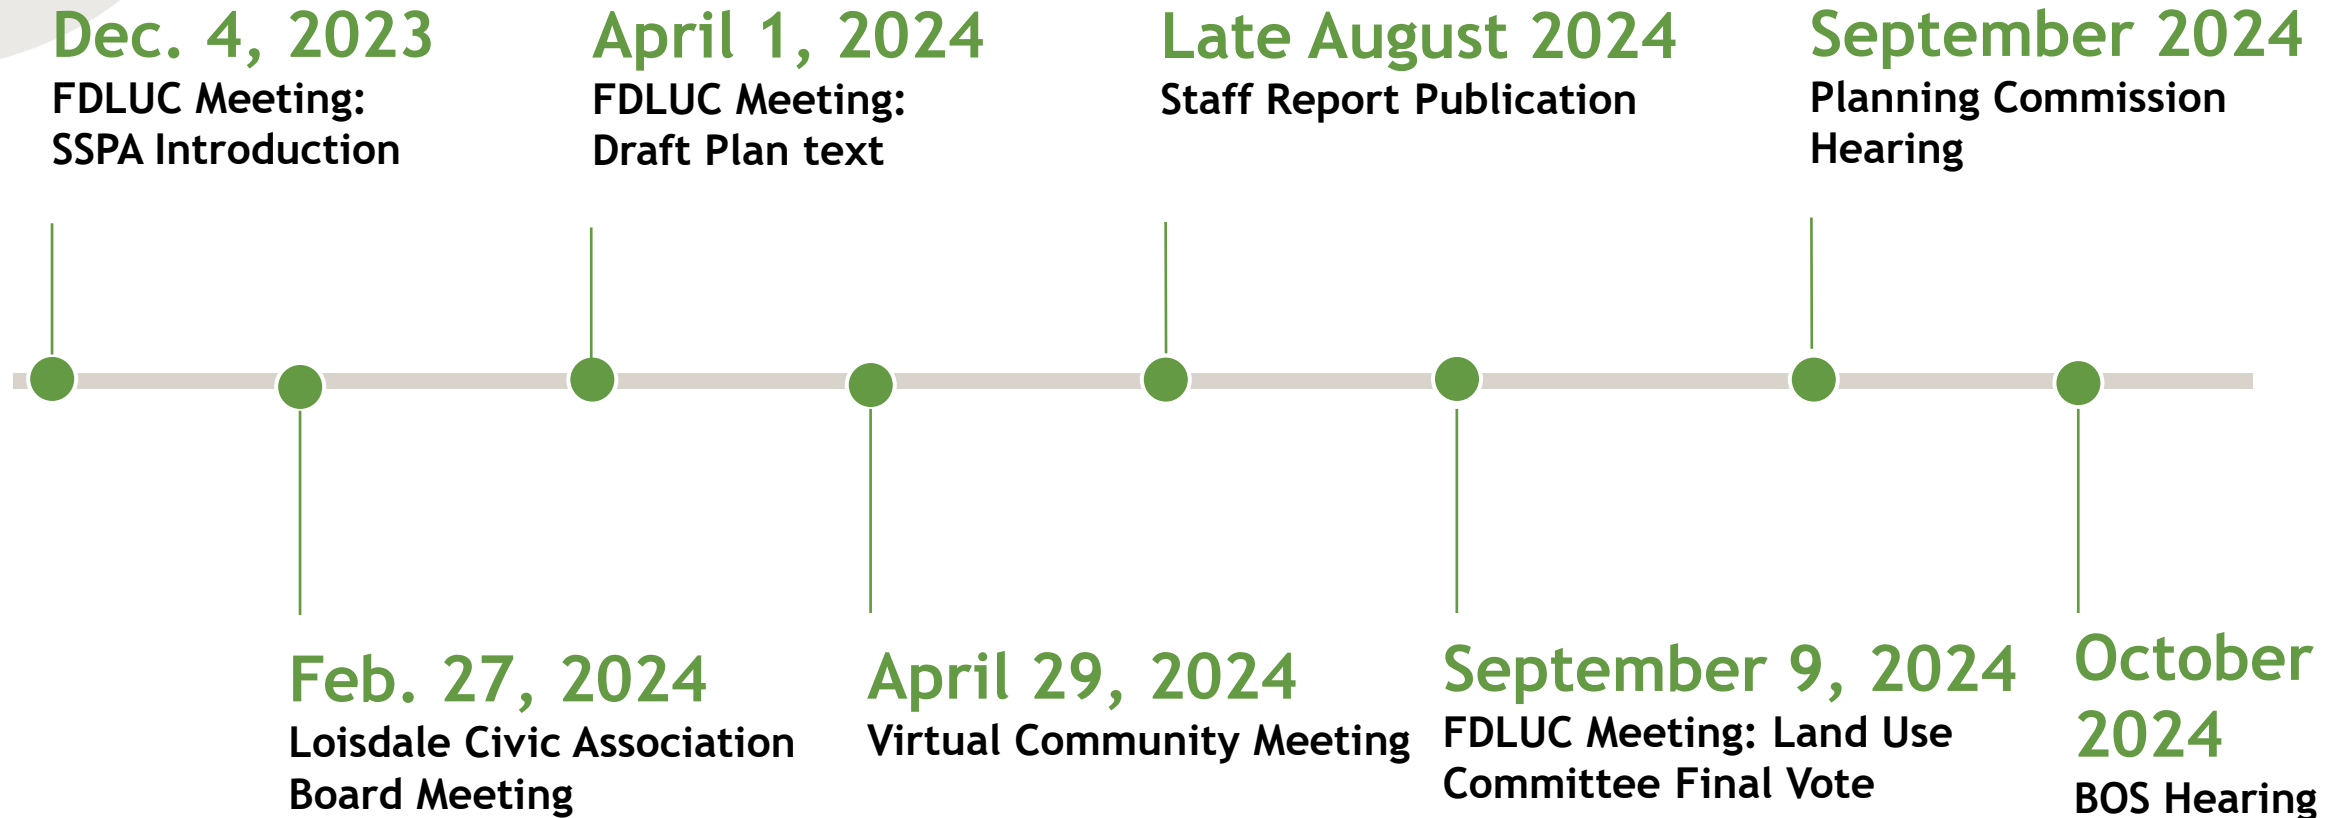 Dec. 4, 2023
FDLUC Meeting:
SSPA Introduction
April 1, 2024
FDLUC Meeting:
Draft Plan text
Late August 2024
Staff Report Publication
September 2024
Planning Commission
Hearing
Feb. 27, 2024
Loisdale Civic Association
Board Meeting
April 29, 2024
Virtual Community Meeting
September 9, 2024
FDLUC Meeting: Land Use
Committee Final Vote
October
2024
BOS Hearing